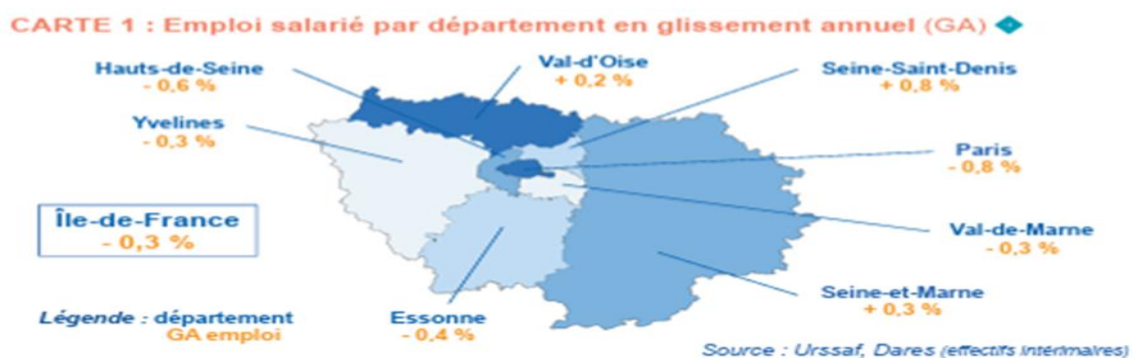 CARTE 1 : Emploi salarié par département en glissement annuel (GA)
Hauts-de-Seine
- 0,6 %
Val-d'Oise
+ 0,2 %
Seine-Saint-Denis
+ 0,8 %
Yvelines
- 0,3 %
Paris
- 0,8 %
Île-de-France
- 0,3 %
Val-de-Marne
- 0,3 %
Seine-et-Marne
+ 0,3 %
Légende : département
GA emploi
Essonne
- 0,4 %
Source : Urssaf, Dares (effectifs intérimaires)